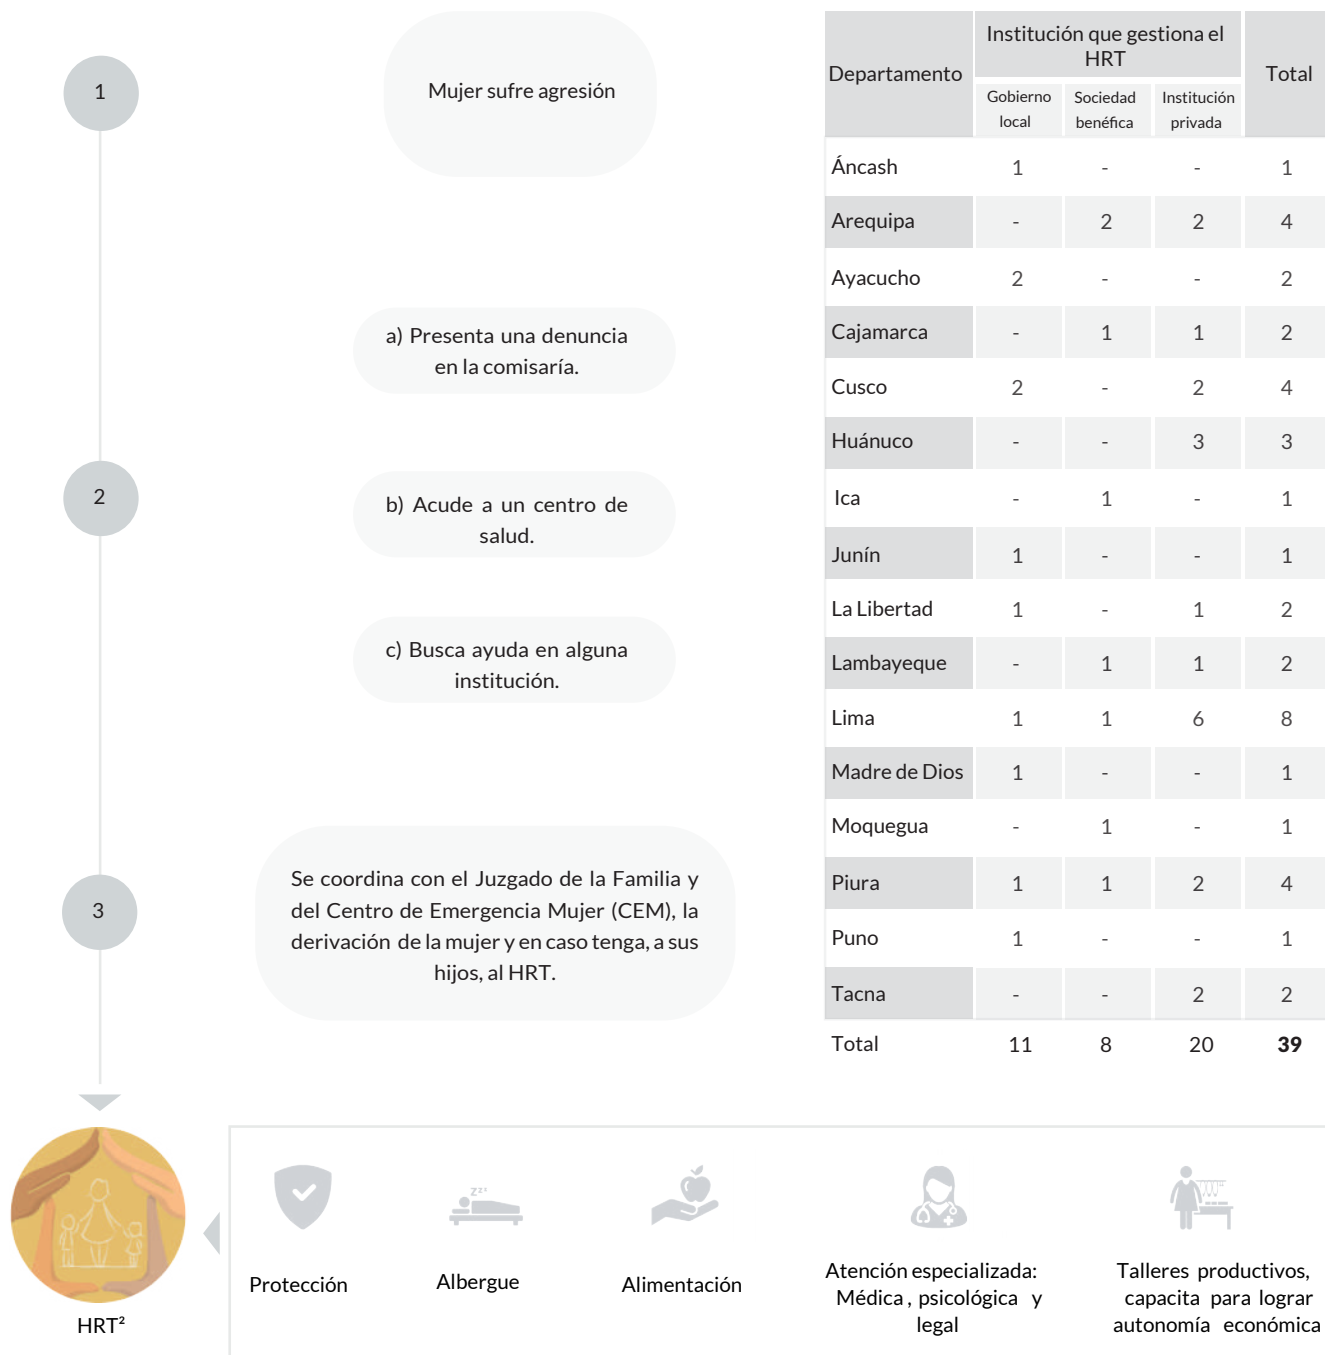 1
Mujer sufre agresión
a) Presenta una denuncia
en la comisaría.
2
b) Acude a un centro de
salud.
c) Busca ayuda en alguna
institución.
3
Se coordina con el Juzgado de la Familia y
del Centro de Emergencia Mujer (CEM), la
derivación de la mujer y en caso tenga, a sus
hijos, al HRT.
Departamento
Institución que gestiona el
HRT
Total
Gobierno
local
Sociedad
benéfica
Institución
privada
Áncash 1 - - 1
Arequipa - 2 2 4
Ayacucho 2 - - 2
Cajamarca - 1 1 2
Cusco 2 - 2 4
Huánuco - - 3 3
Ica - 1 - 1
Junín 1 - - 1
La Libertad 1 - 1 2
Lambayeque - 1 1 2
Lima 1 1 6 8
Madre de Dios 1 - - 1
Moquegua - 1 - 1
Piura 1 1 2 4
Puno 1 - - 1
Tacna - - 2 2
Total 11 8 20 39
HRT²
zzz
Protección
Albergue
Alimentación
Atención especializada:
Médica , psicológica y
legal
Talleres productivos,
capacita para lograr
autonomía económica